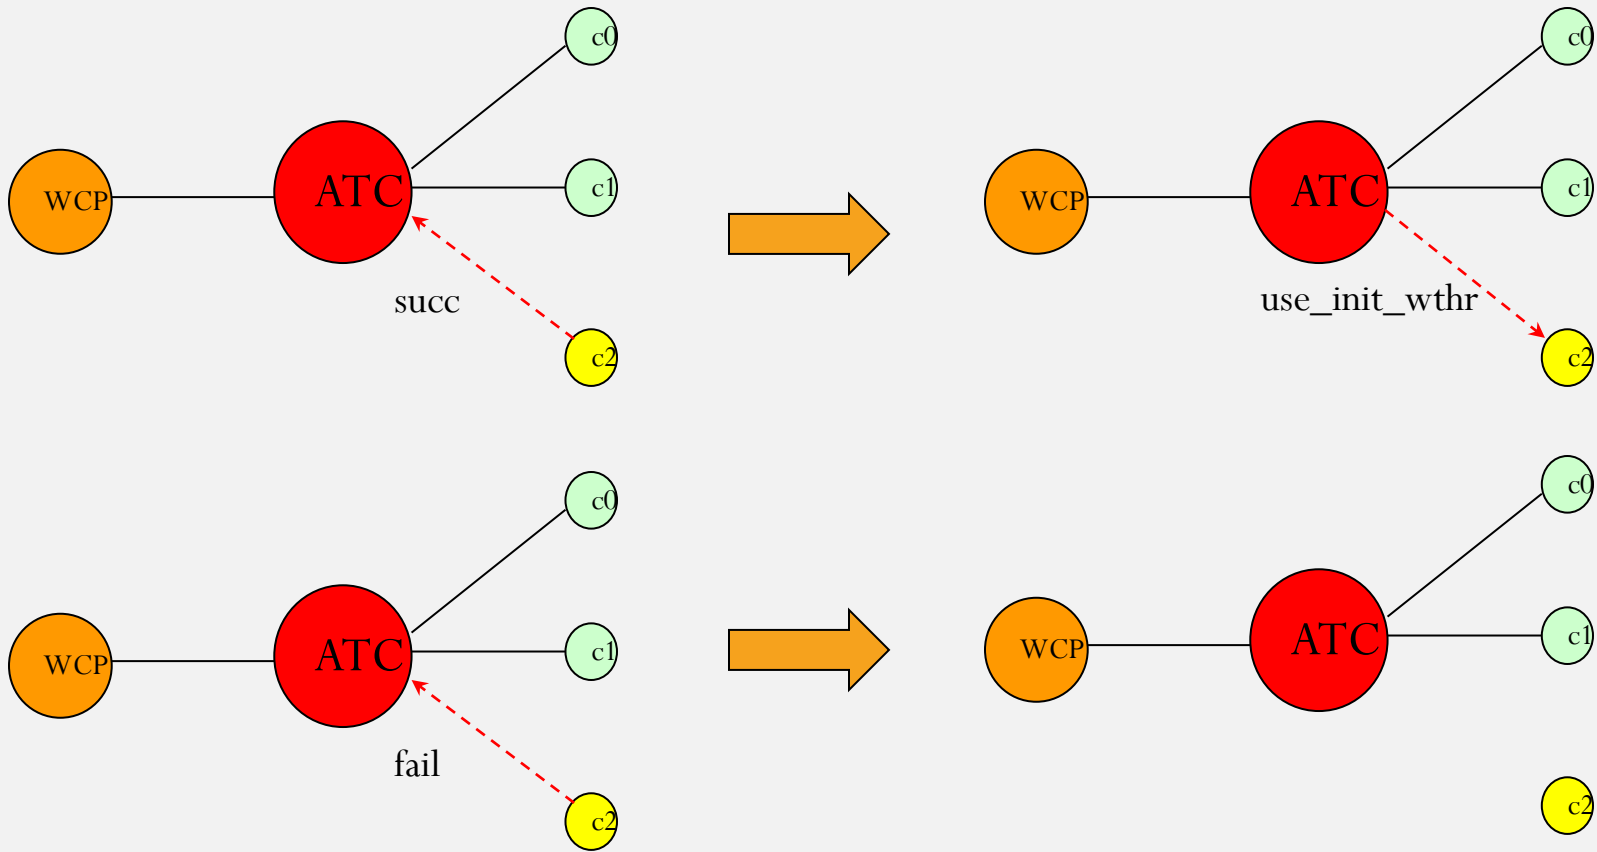 c0
c0
WCP
ATC
c1
WCP
ATC
c1
succ
use_init_wthr
c2
c2
c0
c0
WCP
ATC
c1
WCP
ATC
c1
fail
c2
c2